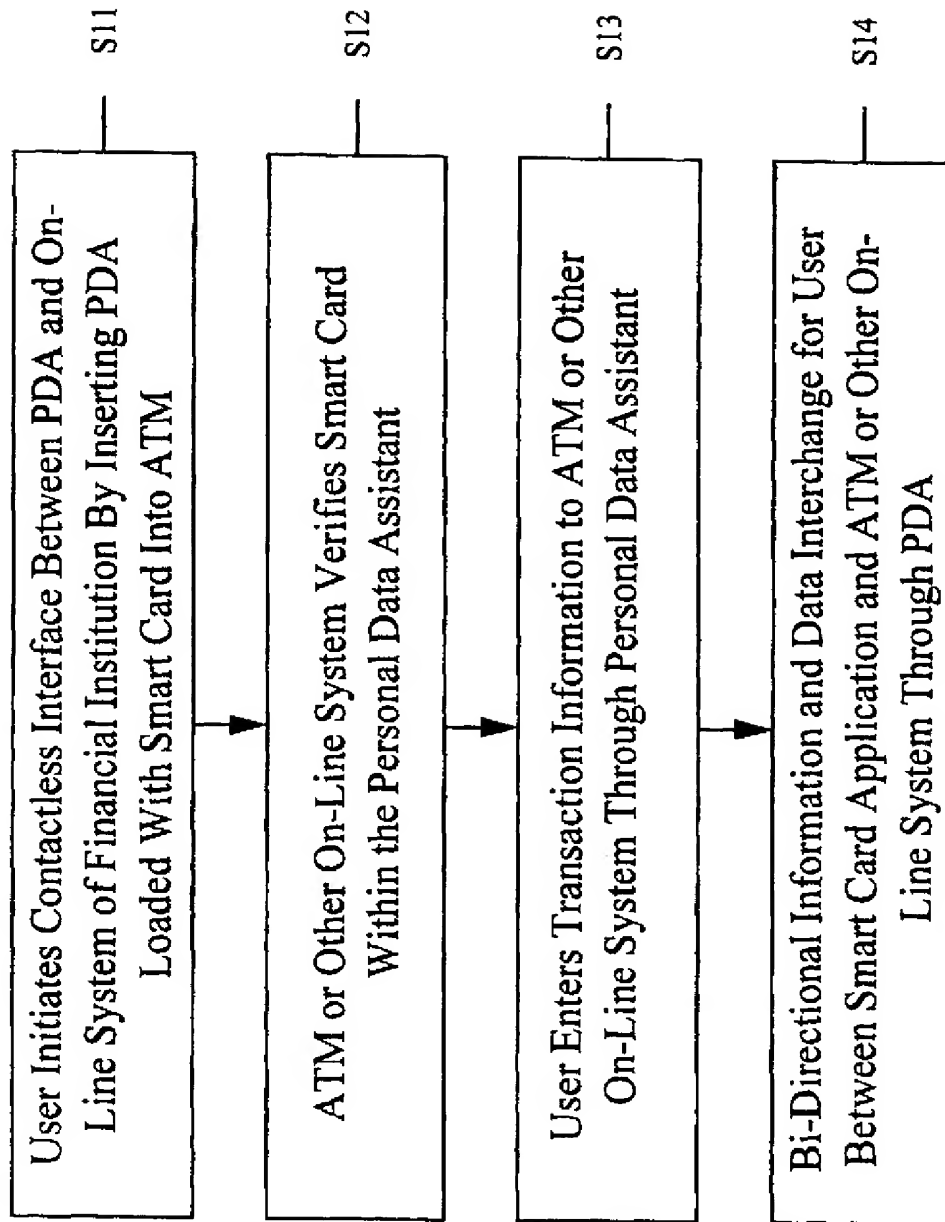 User Initiates Contactless Interface Between PDA and On-
Line System of Financial Institution By Inserting PDA
Loaded With Smart Card Into ATM
S11
ATM or Other On-Line System Verifies Smart Card
Within the Personal Data Assistant
S12
User Enters Transaction Information to ATM or Other
On-Line System Through Personal Data Assistant
S13
Bi-Directional Information and Data Interchange for User
Between Smart Card Application and ATM or Other On-
Line System Through PDA
S14